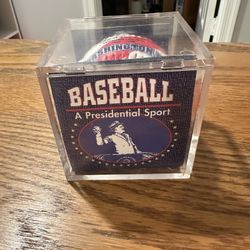 WASHINGTON
BASEBALL
A Presidential Sport